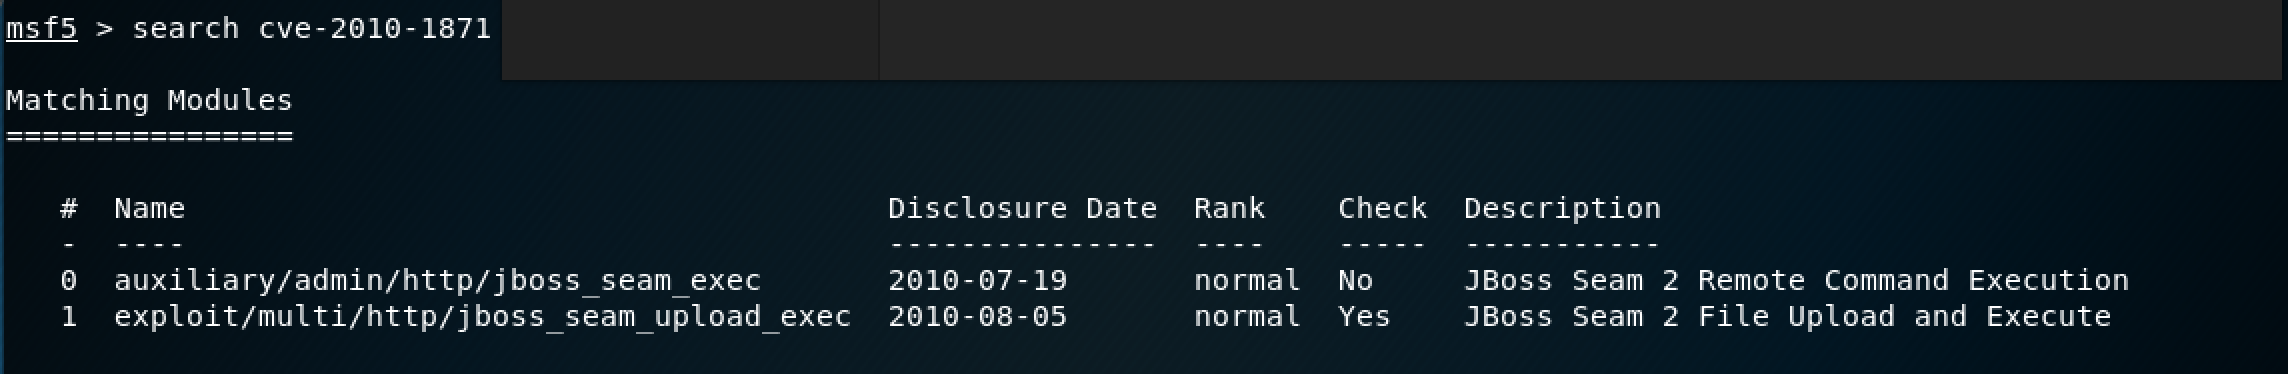 msf5 > search cve-2010-1871
Matching Modules
================
#  Name                                       Disclosure Date  Rank    Check  Description
-  ----                                       ---------------  ----    -----  -----------
0  auxiliary/admin/http/jboss_seam_exec       2010-07-19       normal  No     JBoss Seam 2 Remote Command Execution
1  exploit/multi/http/jboss_seam_upload_exec  2010-08-05       normal  Yes    JBoss Seam 2 File Upload and Execute